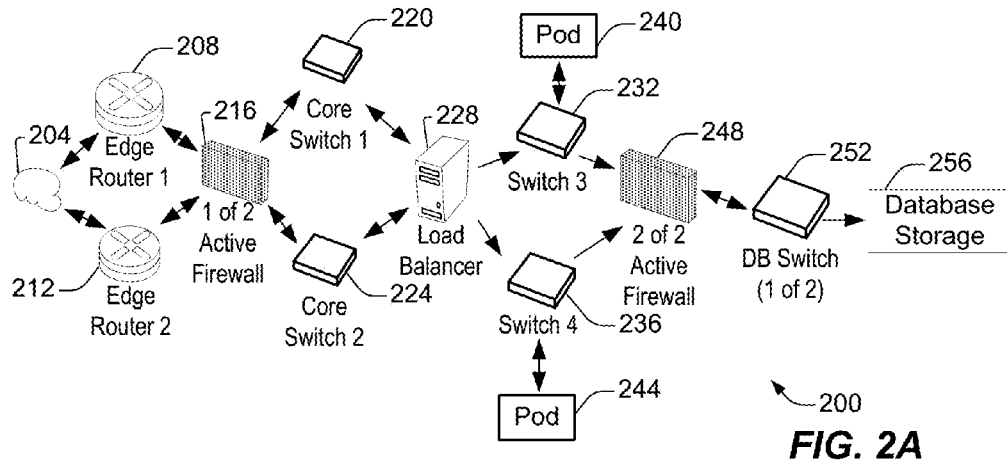 220
240
Pod
208
232
216
Core
Switch 1
228
248
204
252
256
Edge
Router 1
Switch 3
Database
Storage
1 of 2
Active
Firewall
Load
Balancer
2 of 2
Active
Firewall
DB Switch
(1 of 2)
212
Edge
Router 2
224
Core
Switch 2
Switch 4
236
Pod
244
200
FIG. 2A